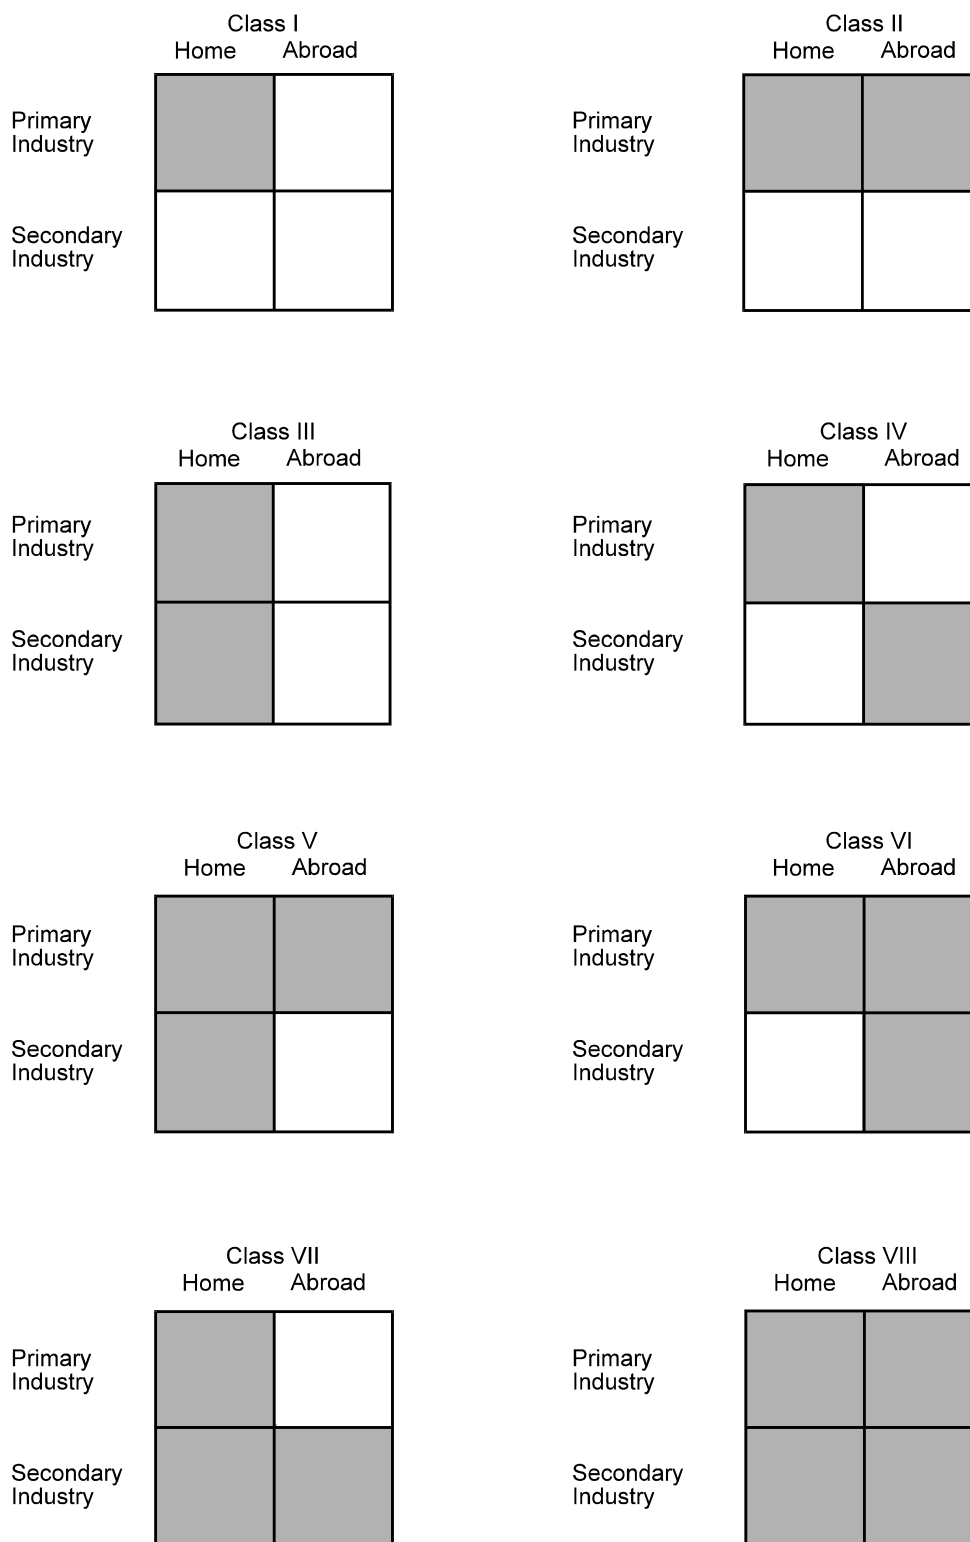 Class I
Home Abroad
Primary
Industry
Secondary
Industry
Class II
Home Abroad
Primary
Industry
Secondary
Industry
Class III
Home Abroad
Primary
Industry
Secondary
Industry
Class IV
Home Abroad
Primary
Industry
Secondary
Industry
Class V
Home Abroad
Primary
Industry
Secondary
Industry
Class VI
Home Abroad
Primary
Industry
Secondary
Industry
Class VII
Home Abroad
Primary
Industry
Secondary
Industry
Class VIII
Home Abroad
Primary
Industry
Secondary
Industry